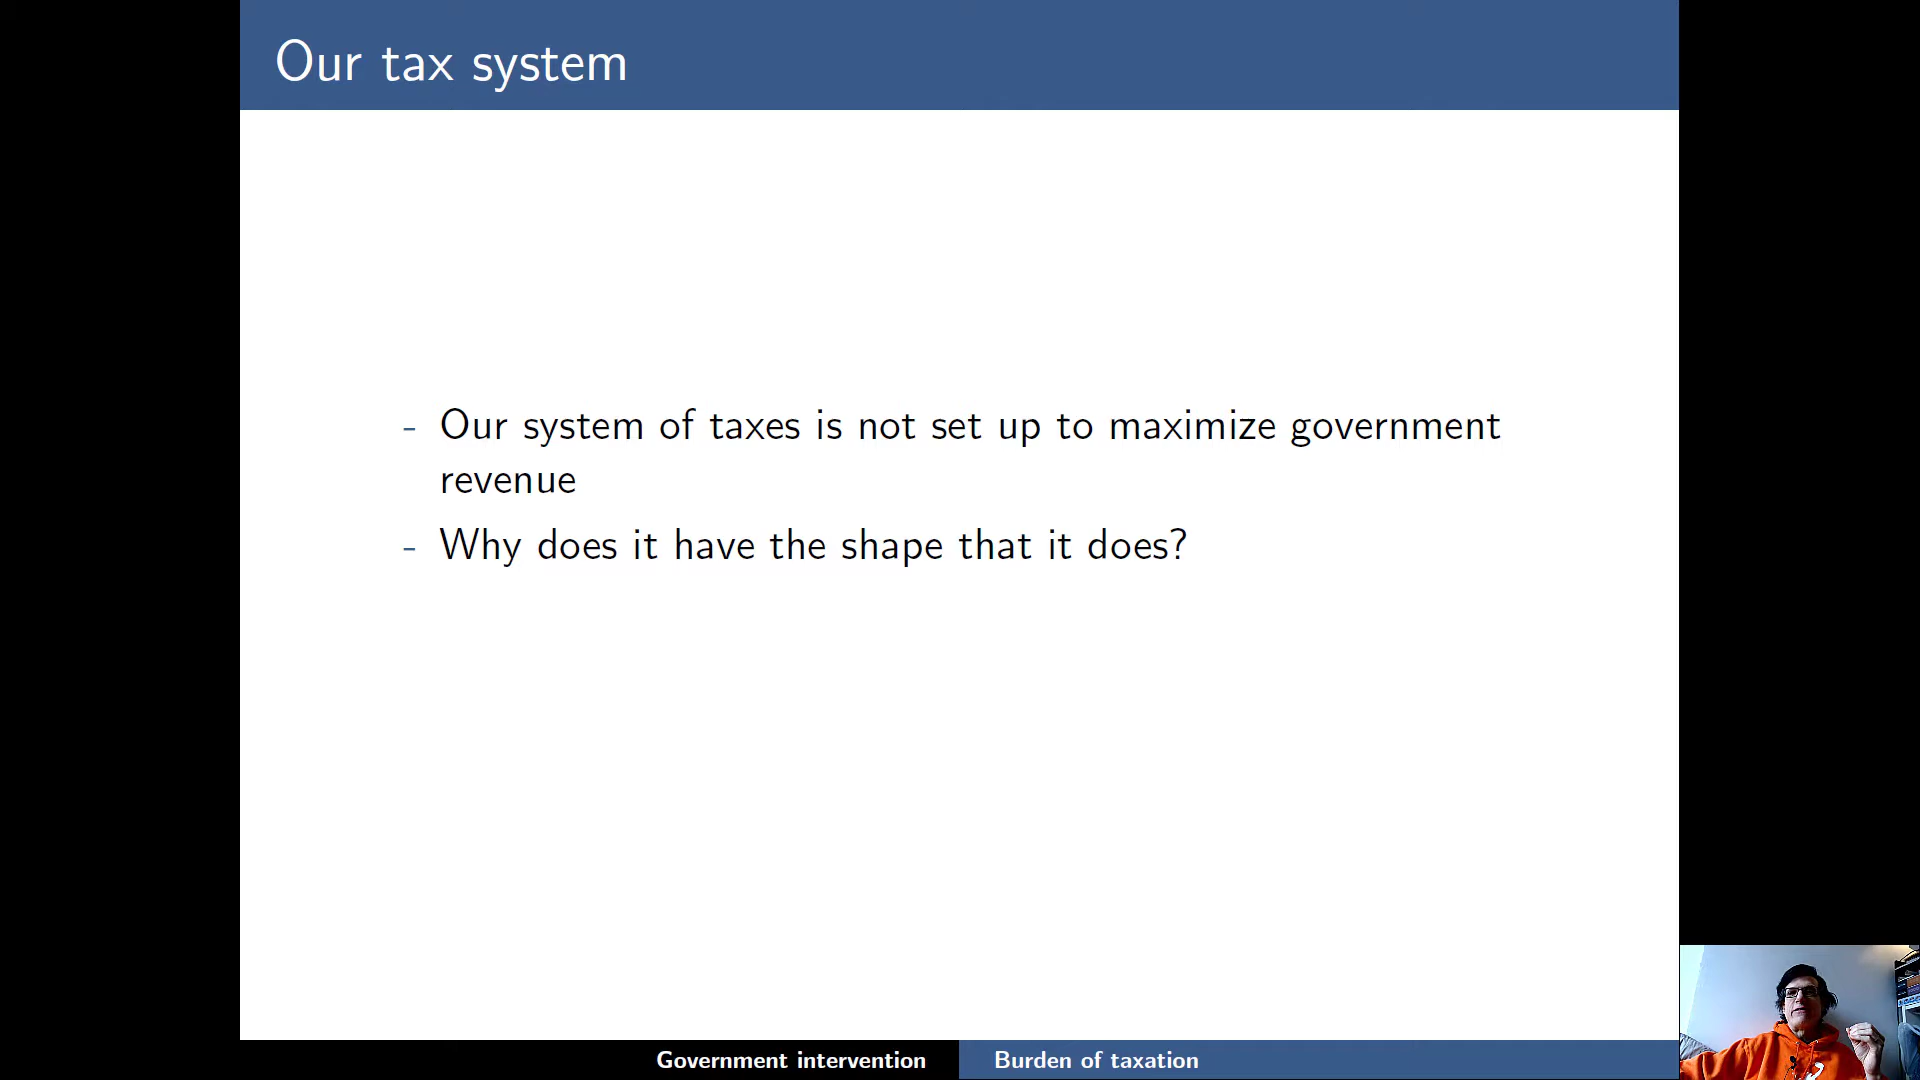 Our tax system
- Our system of taxes is not set up to maximize government
revenue
- Why does it have the shape that it does?
Government intervention
Burden of taxation